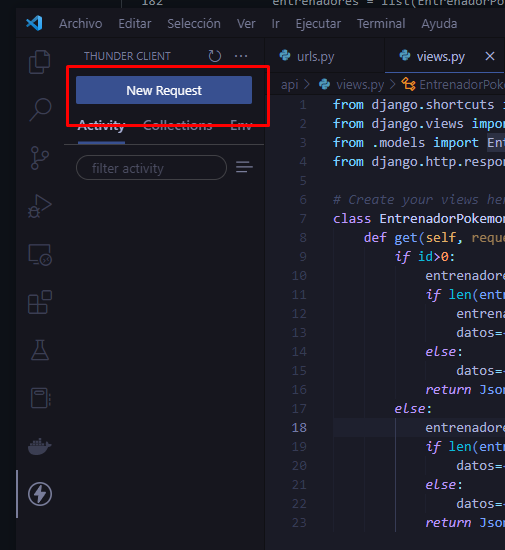 182 entrenadores = list(EntrenadorPo
Archivo Editar Selección Ver Ir Ejecutar Terminal Ayuda
THUNDER CLIENT
New Request
Activity Collections Env
filter activity
urls.py views.py
api > views.py > EntrenadorPoke
1 from django.shortcuts i
2 from django.views impor
3 from .models import Ent
4 from django.http.respon
5
6 # Create your views her
7 class EntrenadorPokemon
8 def get(self, reque
9 if id>0:
10 entrenadore
11 if len(entr
12 entrena
13 datos=
14 else:
15 datos=
16 return Json
17 else:
18 entrenadore
19 if len(entr
20 datos=
21 else:
22 datos=
23 return Json